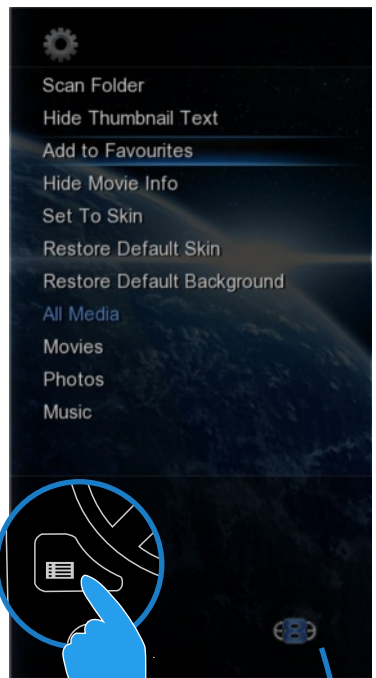 Scan Folder
Hide Thumbnail Text
Add to Favourites
Hide Movie Info
Set To Skin
Restore Default Skin
Restore Default Background
All Media
Movies
Photos
Music